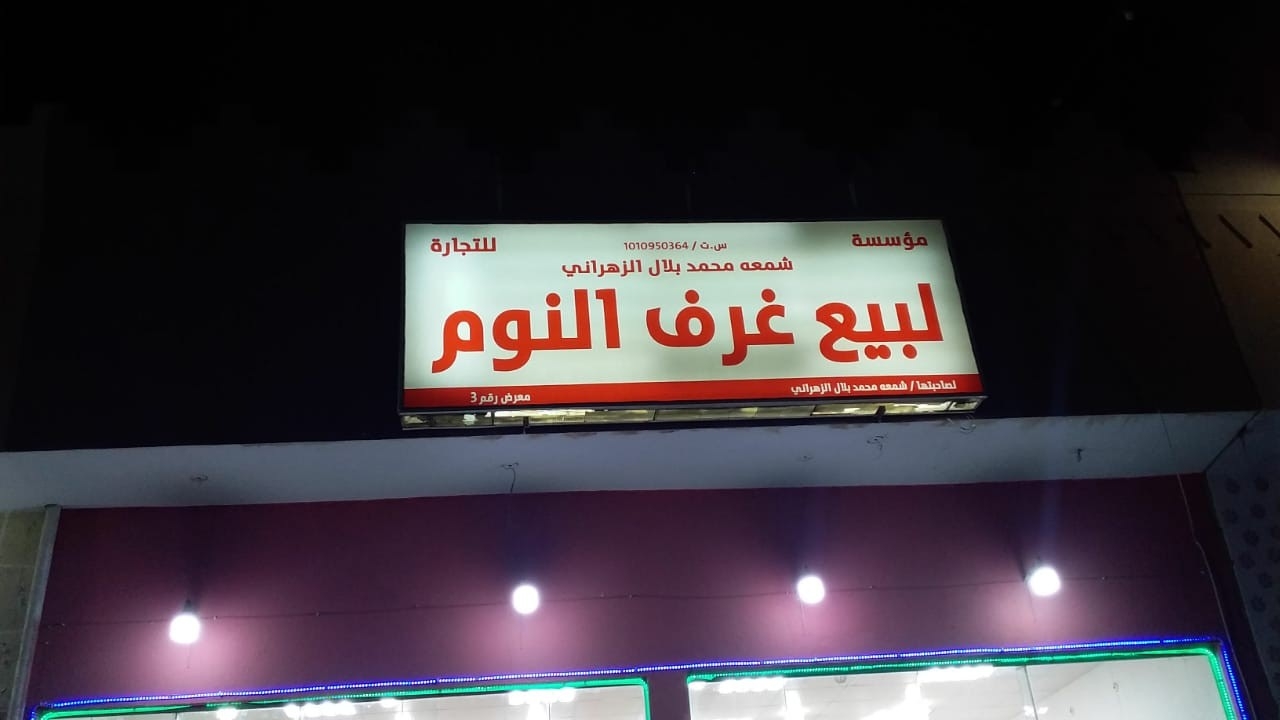 مؤسسة س.ت / 1010950364 للتجارة
شمعه محمد بلال الزهراني
لبيع غرف النوم
لصاحبتها / شمعه محمد بلال الزهراني معرض رقم 3